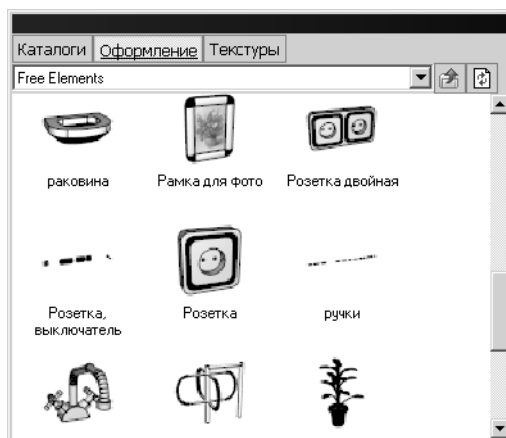 Каталоги Оформление Текстуры
Free Elements
раковина Рамка для фото Розетка двойная
Розетка, Розетка ручки
выключатель